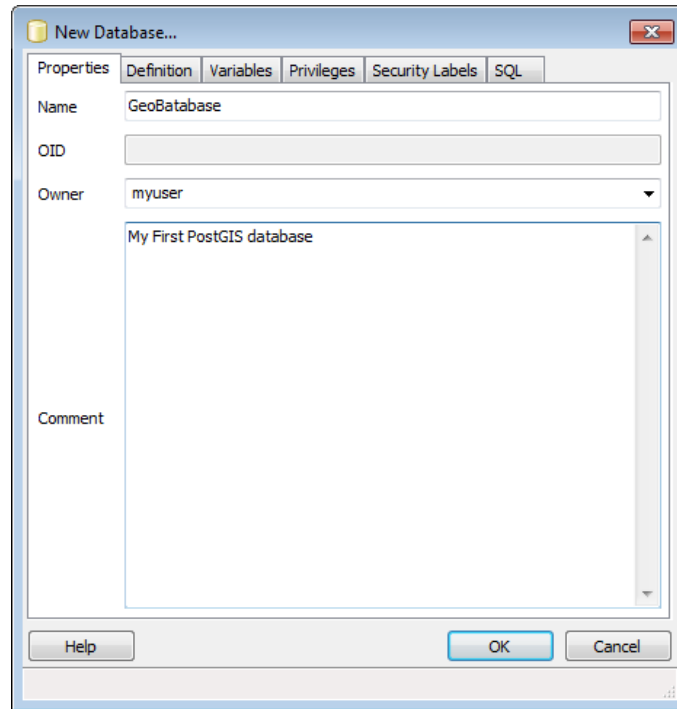 New Database...
Properties Definition Variables Privileges Security Labels SQL
Name GeoBatabase
OID
Owner myuser
My First PostGIS database
Comment
Help OK Cancel